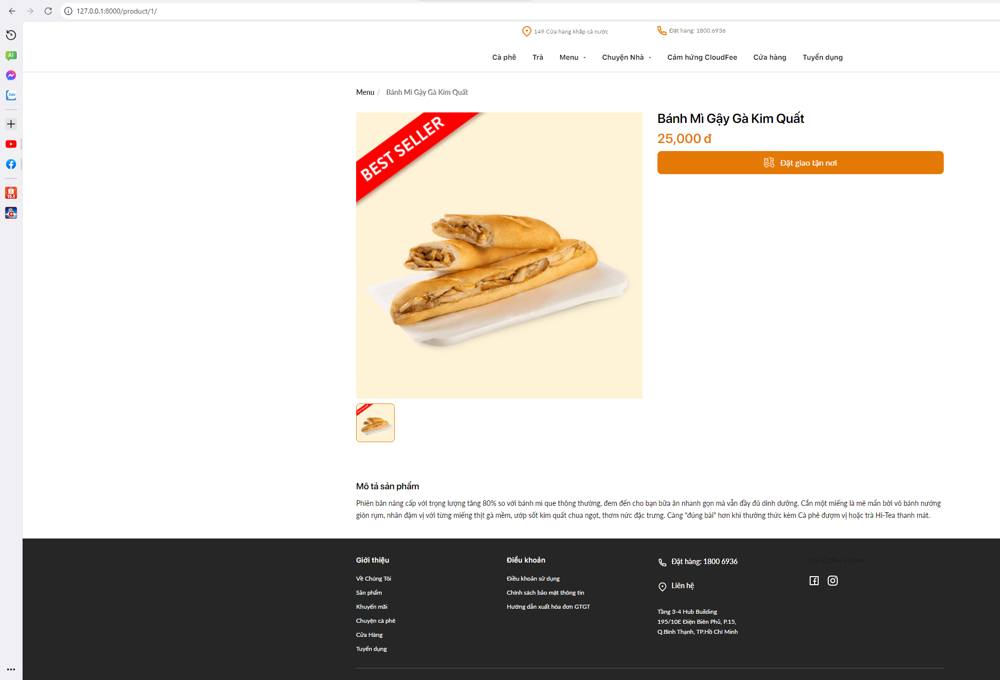 127.0.0.1:8000/product/1/
149 Cửa hàng khắp cả nước
Đặt hàng: 1800.6936
Cà phê Trà Menu Chuyện Nhà Cảm hứng CloudFee Cửa hàng Tuyển dụng
Menu / Bánh Mì Gậy Gà Kim Quất
BEST SELLER
Bánh Mì Gậy Gà Kim Quất
25,000 đ
Đặt giao tận nơi
AI
Zalo
15.1
BEST SELLER
Mô tả sản phẩm
Phiên bản nâng cấp với trọng lượng tăng 80% so với bánh mì que thông thường, đem đến cho bạn bữa ăn nhanh gọn mà vẫn đầy đủ dinh dưỡng. Cắn một miếng là mê mẩn bởi vỏ bánh nướng
giòn rụm, nhân đậm vị với từng miếng thịt gà mềm, ướp sốt kim quất chua ngọt, thơm nức đặc trưng. Càng "đúng bài" hơn khi thưởng thức kèm Cà phê đượm vị hoặc trà Hi-Tea thanh mát.
Giới thiệu
Về Chúng Tôi
Sản phẩm
Khuyến mãi
Chuyện cà phê
Cửa Hàng
Tuyển dụng
Điều khoản
Điều khoản sử dụng
Chính sách bảo mật thông tin
Hướng dẫn xuất hóa đơn GTGT
Đặt hàng: 1800 6936
Liên hệ
Tầng 3-4 Hub Building
195/10E Điện Biên Phủ, P.15,
Q.Bình Thạnh, TP.Hồ Chí Minh
The Coffee House